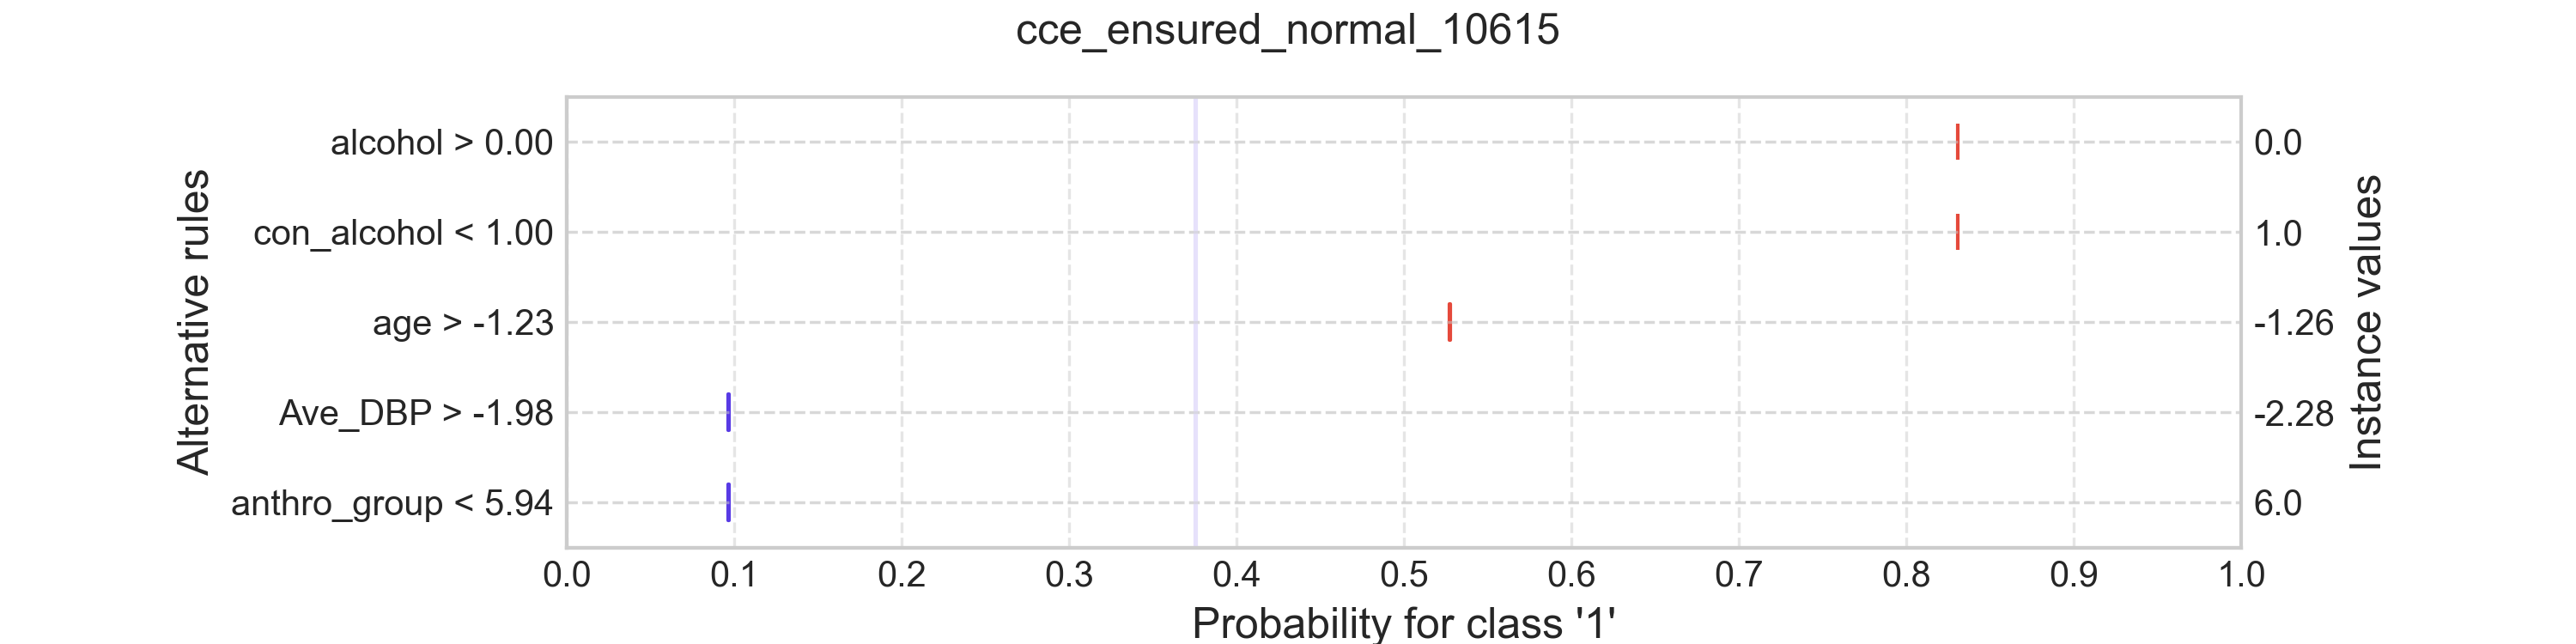 cce_ensured_normal_10615
Alternative rules
alcohol > 0.00
con_alcohol < 1.00
age > -1.23
Ave_DBP > -1.98
anthro_group < 5.94
0.0
1.0
-1.26
-2.28
6.0
Instance values
0.0 0.1 0.2 0.3 0.4 0.5 0.6 0.7 0.8 0.9 1.0
Probability for class '1'